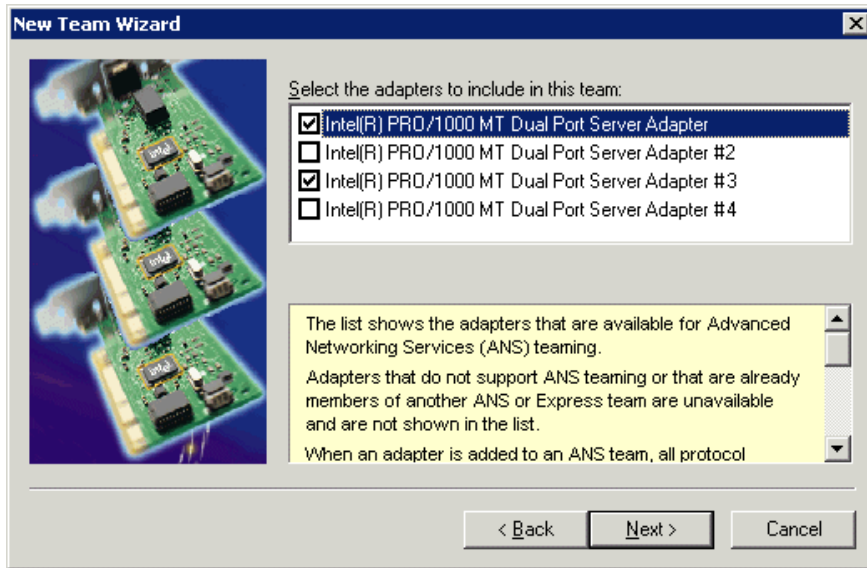 New Team Wizard
Select the adapters to include in this team:
Intel(R) PRO/1000 MT Dual Port Server Adapter
Intel(R) PRO/1000 MT Dual Port Server Adapter #2
Intel(R) PRO/1000 MT Dual Port Server Adapter #3
Intel(R) PRO/1000 MT Dual Port Server Adapter #4
intel
intel
intel
The list shows the adapters that are available for Advanced
Networking Services (ANS) teaming.
Adapters that do not support ANS teaming or that are already
members of another ANS or Express team are unavailable
and are not shown in the list.
When an adapter is added to an ANS team, all protocol
< Back
Next >
Cancel